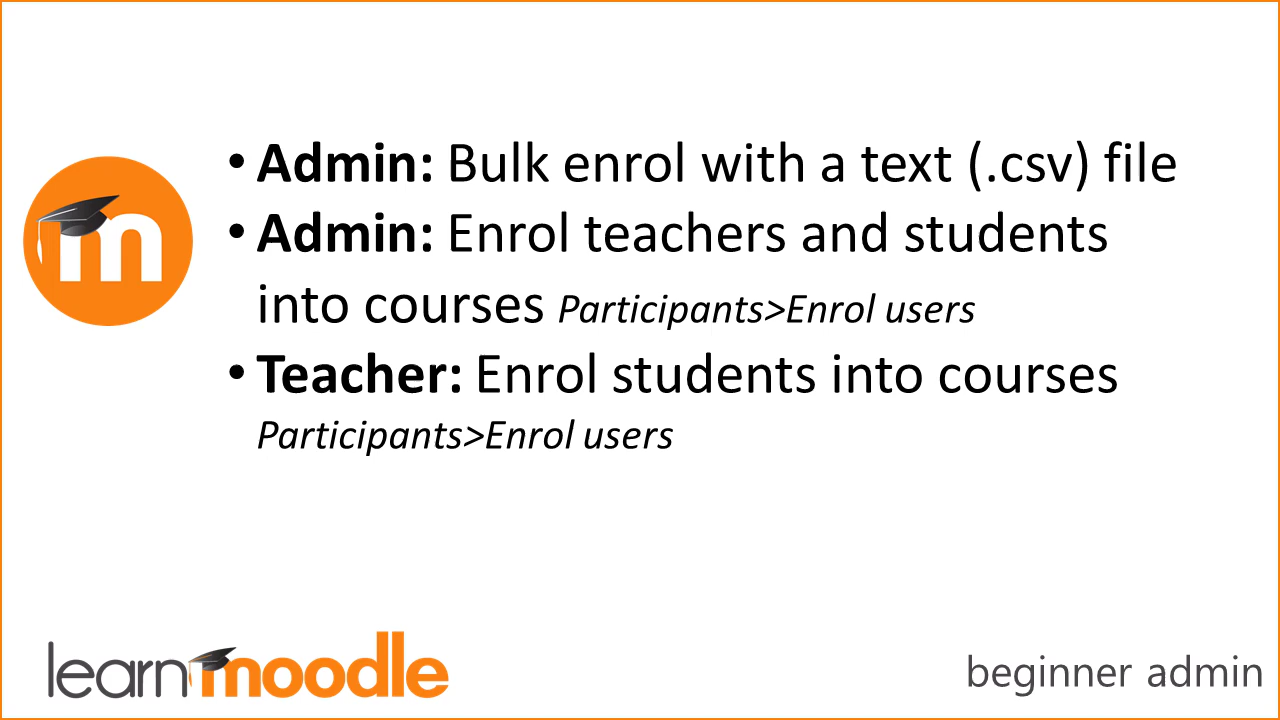 • Admin: Bulk enrol with a text (.csv) file
• Admin: Enrol teachers and students
into courses Participants>Enrol users
• Teacher: Enrol students into courses
Participants>Enrol users
m
learnmoodle
beginner admin